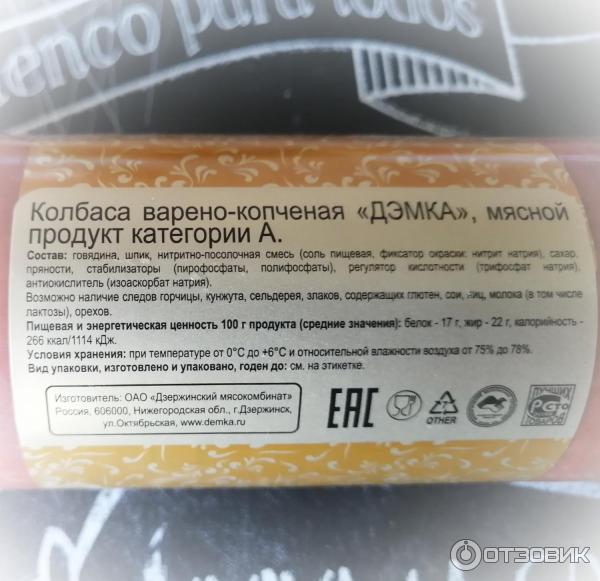 enco para todos
Колбаса варено-копченая «ДЭМКА», мясной
продукт категории А.
Состав: говядина, шпик, нитритно-посолочная смесь (соль пищевая, фиксатор окраски: нитрит натрия), сахар,
пряности, стабилизаторы (пирофосфаты, полифосфаты), регулятор кислотности (трифосфат натрия),
антиокислитель (изоаскорбат натрия).
Возможно наличие следов горчицы, кунжута, сельдерея, злаков, содержащих глютен, сои, яиц, молока (в том числе
лактозы), орехов.
Пищевая и энергетическая ценность 100 г продукта (средние значения): белок - 17 г, жир - 22 г, калорийность -
266 ккал/1114 кДж.
Условия хранения: при температуре от 0°С до +6°С и относительной влажности воздуха от 75% до 78%.
Вид упаковки, изготовлено и упаковано, годен до: см. на этикетке.
Изготовитель: ОАО «Дзержинский мясокомбинат»
Россия, 606000, Нижегородская обл., г.Дзержинск,
ул.Октябрьская, www.demka.ru
EAC
OTHER
ЛУЧШИХ
ТОВАРОВ
ОТЗОВИК